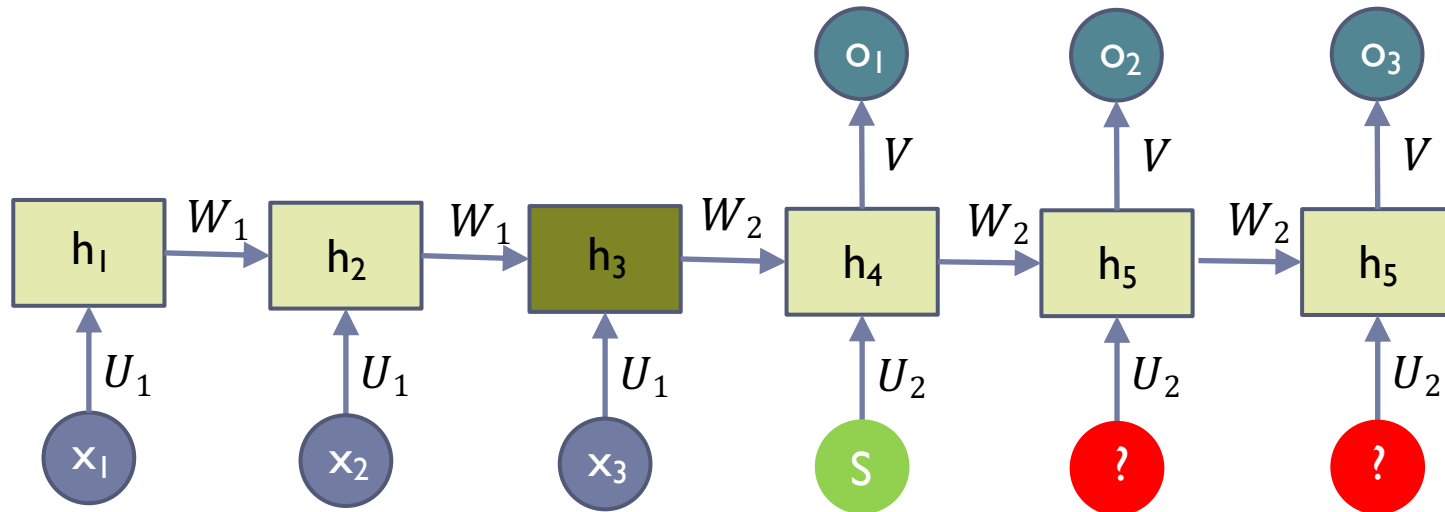 o₁ o₂ o₃
V V V
W₁ W₁ W₂ W₂ W₂
h₁ h₂ h₃ h₄ h₅ h₅
U₁ U₁ U₁ U₂ U₂ U₂
x₁ x₂ x₃ S ? ?